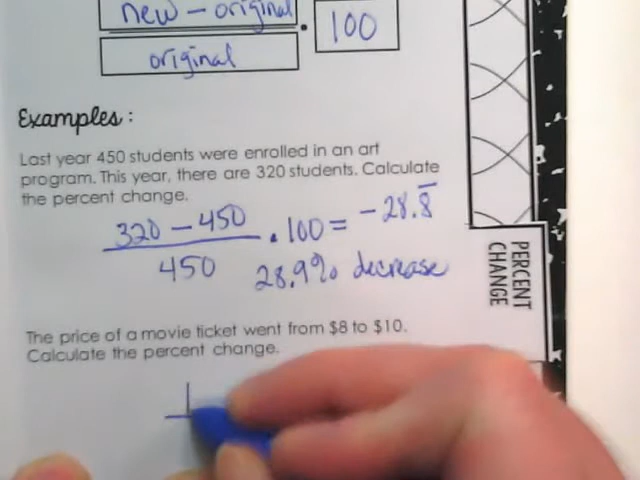 new - original
original
. 100
Examples:
Last year 450 students were enrolled in an art
program. This year, there are 320 students. Calculate
the percent change.
320 - 450
450
. 100 = -28.8̅
28.9% decrease
PERCENT
CHANGE
The price of a movie ticket went from $8 to $10.
Calculate the percent change.